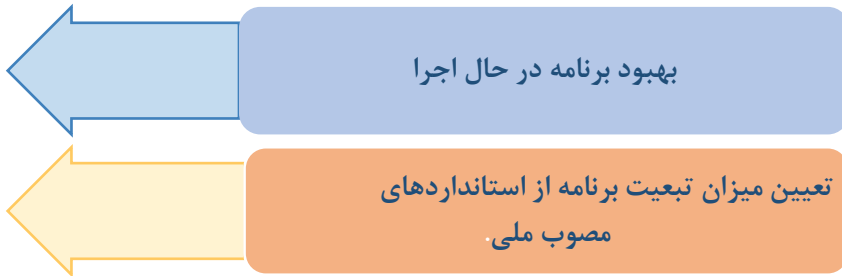 بهبود برنامه در حال اجرا
تعیین میزان تبعیت برنامه از استانداردهای
مصوب ملی.